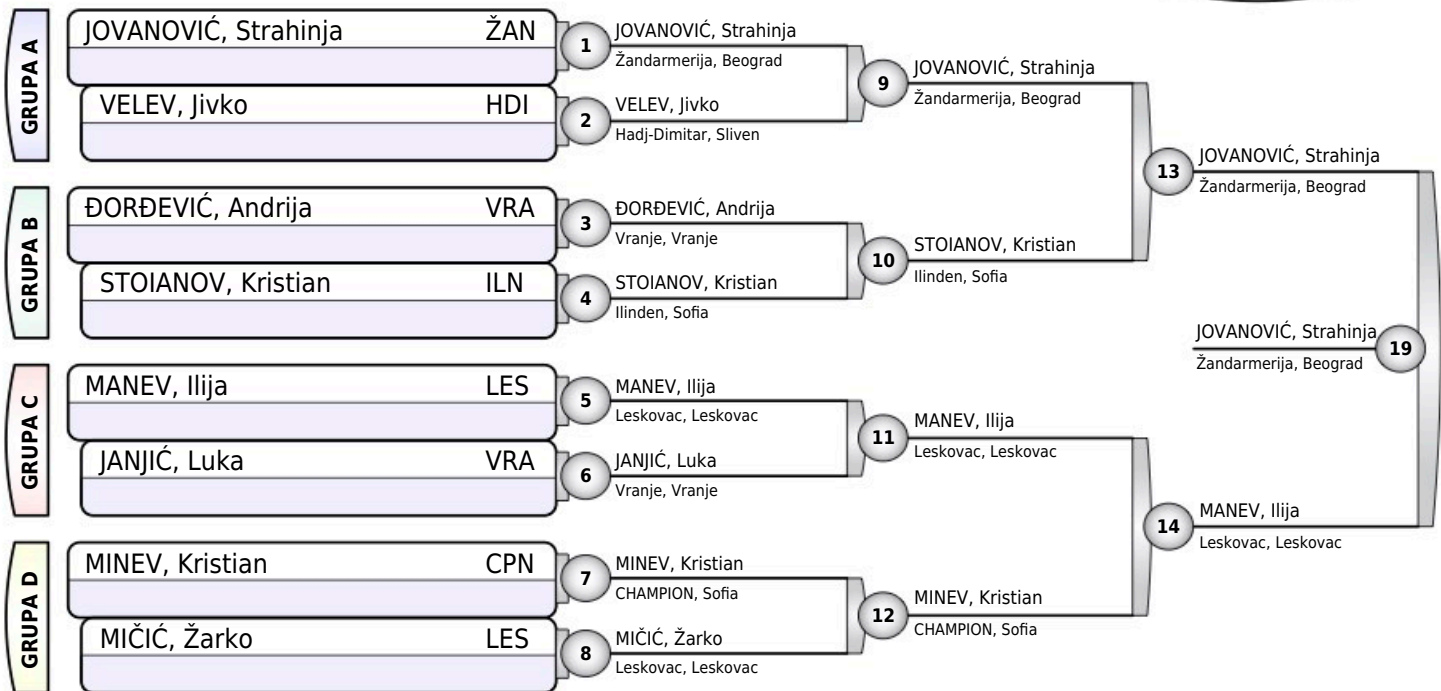 GRUPA A
JOVANOVIĆ, Strahinja ŽAN
VELEV, Jivko HDI
GRUPA B
ĐORĐEVIĆ, Andrija VRA
STOIANOV, Kristian ILN
GRUPA C
MANEV, Ilija LES
JANJIĆ, Luka VRA
GRUPA D
MINEV, Kristian CPN
MIČIĆ, Žarko LES
1
JOVANOVIĆ, Strahinja
Žandarmerija, Beograd
2
VELEV, Jivko
Hadj-Dimitar, Sliven
3
ĐORĐEVIĆ, Andrija
Vranje, Vranje
4
STOIANOV, Kristian
Ilinden, Sofia
5
MANEV, Ilija
Leskovac, Leskovac
6
JANJIĆ, Luka
Vranje, Vranje
7
MINEV, Kristian
CHAMPION, Sofia
8
MIČIĆ, Žarko
Leskovac, Leskovac
9
JOVANOVIĆ, Strahinja
Žandarmerija, Beograd
10
STOIANOV, Kristian
Ilinden, Sofia
11
MANEV, Ilija
Leskovac, Leskovac
12
MINEV, Kristian
CHAMPION, Sofia
13
JOVANOVIĆ, Strahinja
Žandarmerija, Beograd
14
MANEV, Ilija
Leskovac, Leskovac
JOVANOVIĆ, Strahinja
Žandarmerija, Beograd
19